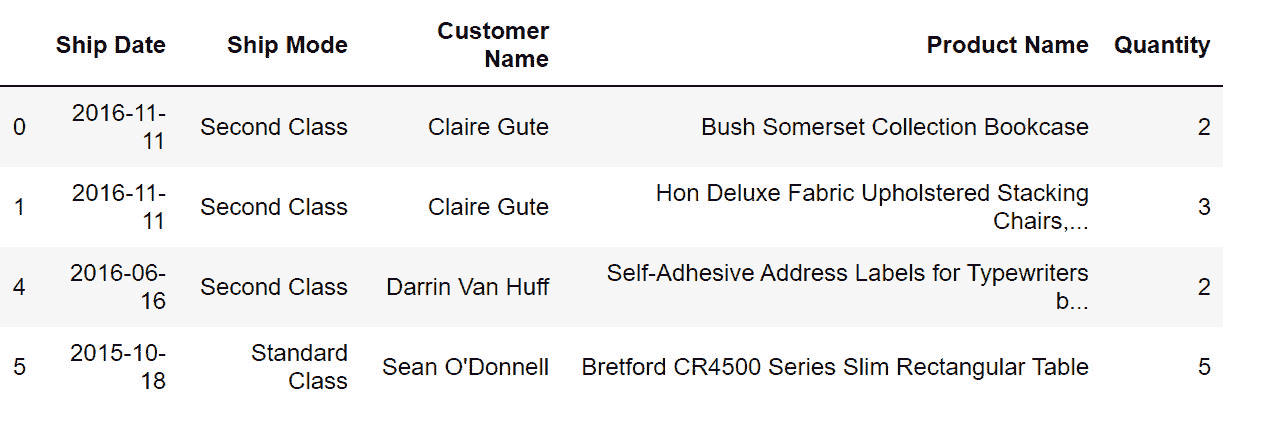 Ship Date Ship Mode Customer Name Product Name Quantity
0 2016-11-11 Second Class Claire Gute Bush Somerset Collection Bookcase 2
1 2016-11-11 Second Class Claire Gute Hon Deluxe Fabric Upholstered Stacking Chairs,... 3
4 2016-06-16 Second Class Darrin Van Huff Self-Adhesive Address Labels for Typewriters b... 2
5 2015-10-18 Standard Class Sean O'Donnell Bretford CR4500 Series Slim Rectangular Table 5